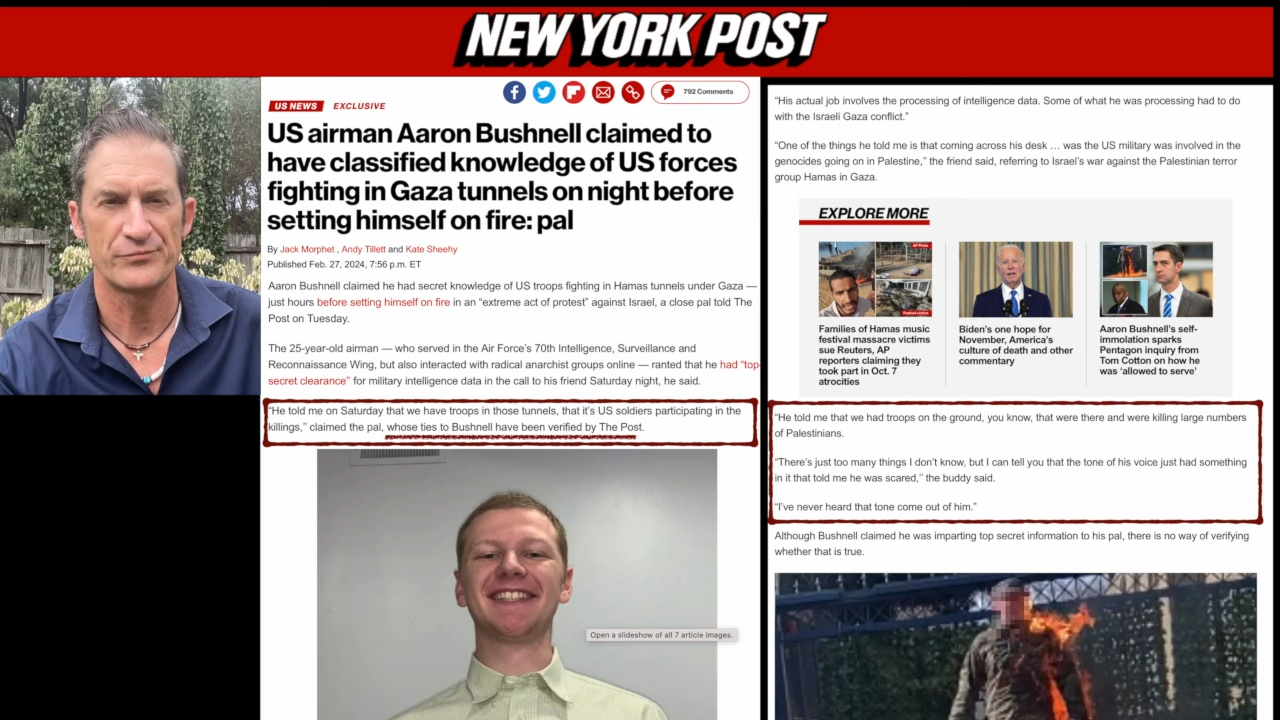 NEW YORK POST
792 Comments
US NEWS EXCLUSIVE
US airman Aaron Bushnell claimed to
have classified knowledge of US forces
fighting in Gaza tunnels on night before
setting himself on fire: pal
By Jack Morphet , Andy Tillett and Kate Sheehy
Published Feb. 27, 2024, 7:56 p.m. ET
Aaron Bushnell claimed he had secret knowledge of US troops fighting in Hamas tunnels under Gaza —
just hours before setting himself on fire in an “extreme act of protest” against Israel, a close pal told The
Post on Tuesday.
The 25-year-old airman — who served in the Air Force’s 70th Intelligence, Surveillance and
Reconnaissance Wing, but also interacted with radical anarchist groups online — ranted that he had “top-
secret clearance” for military intelligence data in the call to his friend Saturday night, he said.
“He told me on Saturday that we have troops in those tunnels, that it’s US soldiers participating in the
killings,” claimed the pal, whose ties to Bushnell have been verified by The Post.
Open a slideshow of all 7 article images.
“His actual job involves the processing of intelligence data. Some of what he was processing had to do
with the Israeli Gaza conflict.”
“One of the things he told me is that coming across his desk … was the US military was involved in the
genocides going on in Palestine,” the friend said, referring to Israel’s war against the Palestinian terror
group Hamas in Gaza.
EXPLORE MORE
Families of Hamas music
festival massacre victims
sue Reuters, AP
reporters claiming they
took part in Oct. 7
atrocities
Biden’s one hope for
November, America’s
culture of death and other
commentary
Aaron Bushnell’s self-
immolation sparks
Pentagon inquiry from
Tom Cotton on how he
was ‘allowed to serve’
“He told me that we had troops on the ground, you know, that were there and were killing large numbers
of Palestinians.
“There’s just too many things I don’t know, but I can tell you that the tone of his voice just had something
in it that told me he was scared,” the buddy said.
“I’ve never heard that tone come out of him.”
Although Bushnell claimed he was imparting top secret information to his pal, there is no way of verifying
whether that is true.